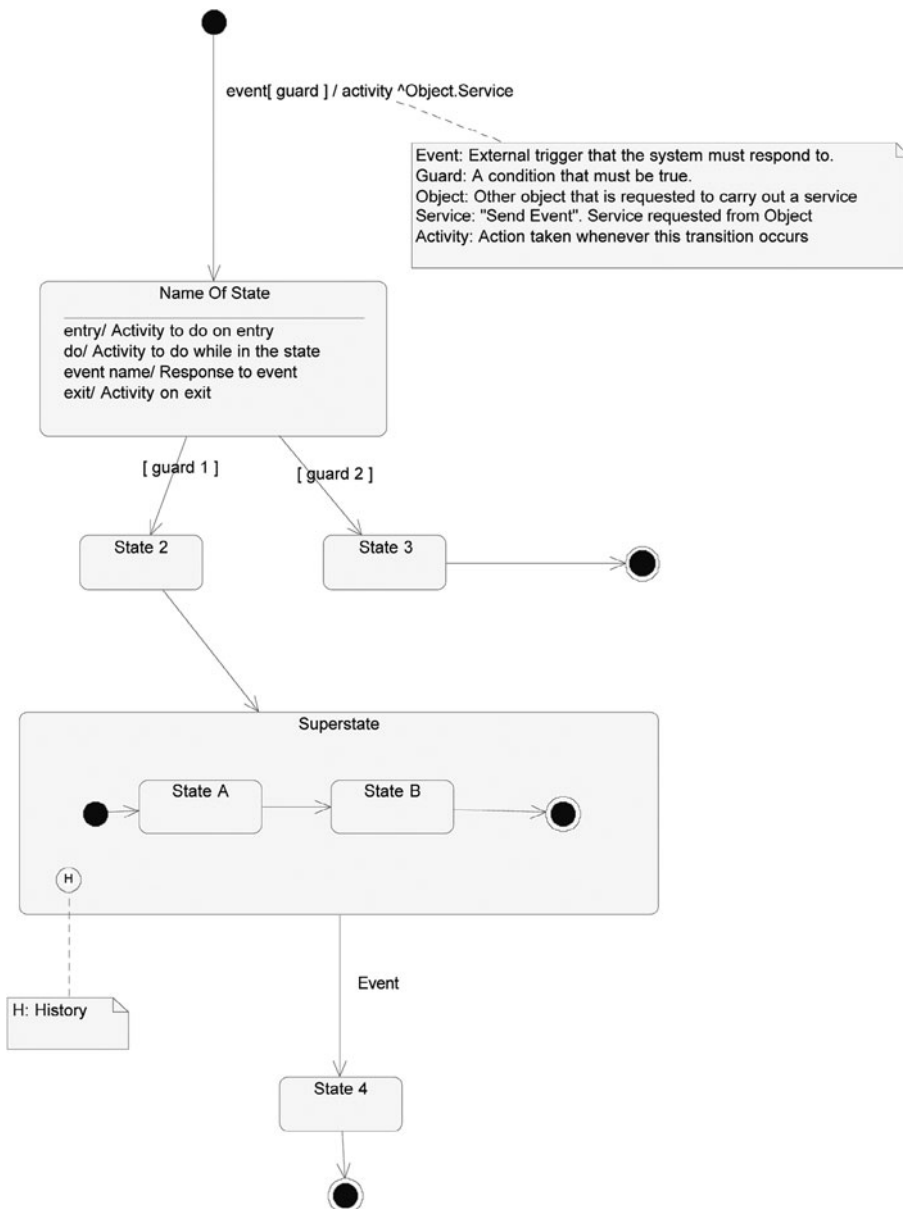 event[ guard ] / activity ^Object.Service
Event: External trigger that the system must respond to.
Guard: A condition that must be true.
Object: Other object that is requested to carry out a service
Service: "Send Event". Service requested from Object
Activity: Action taken whenever this transition occurs
Name Of State
entry/ Activity to do on entry
do/ Activity to do while in the state
event name/ Response to event
exit/ Activity on exit
[ guard 1 ]
[ guard 2 ]
State 2
State 3
Superstate
State A
State B
H
Event
H: History
State 4